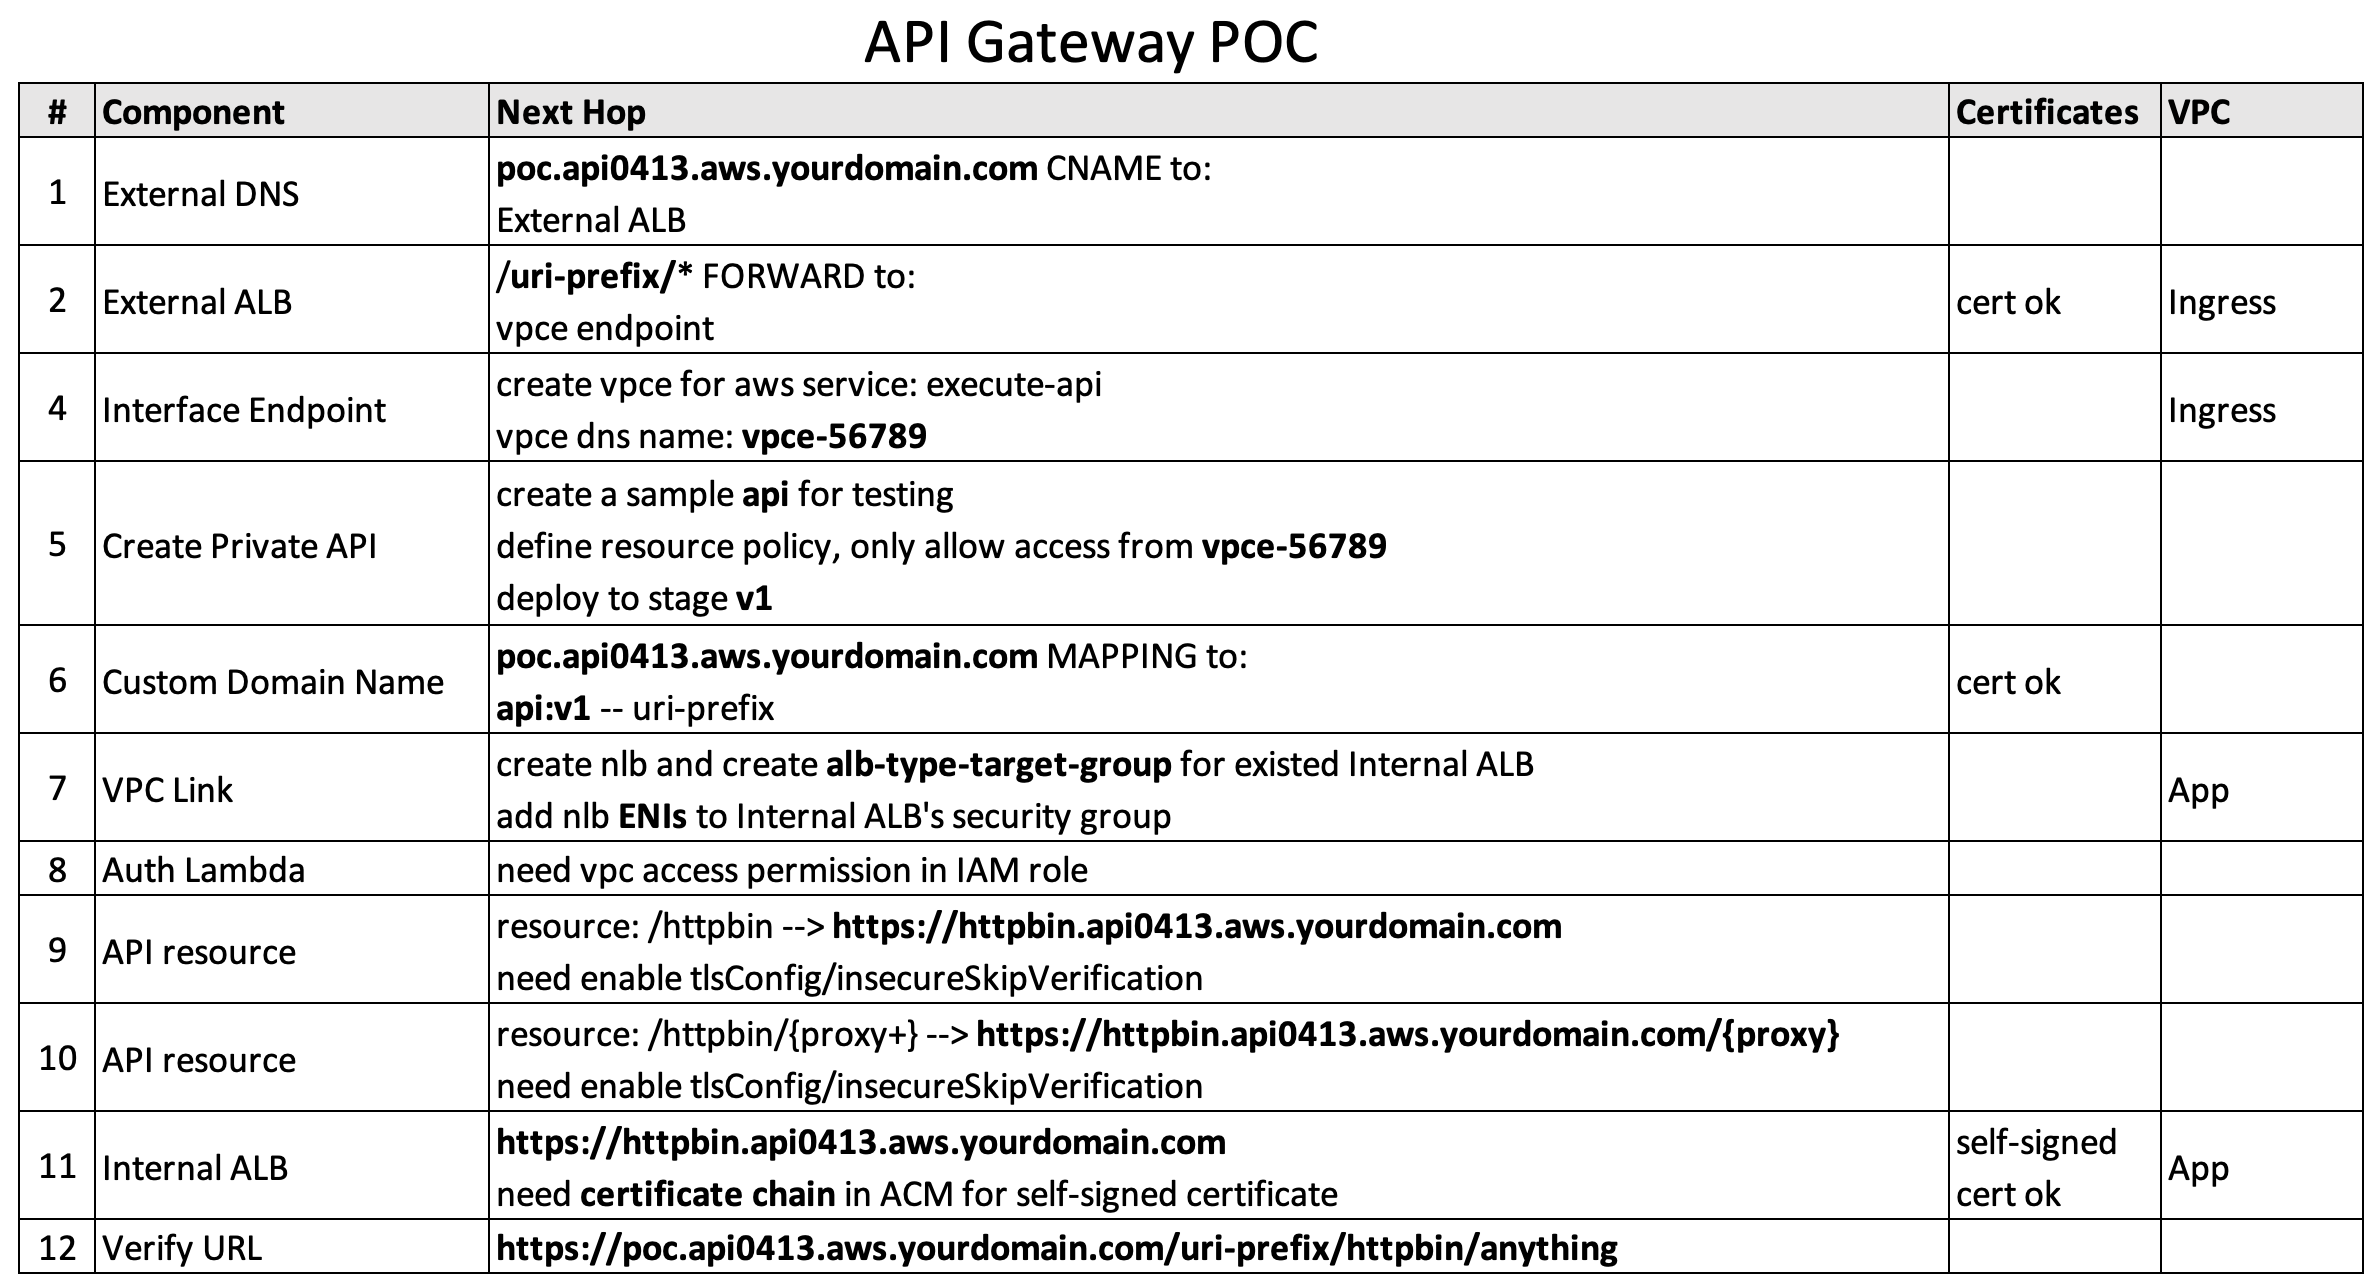 API Gateway POC
# Component Next Hop Certificates VPC
1 External DNS poc.api0413.aws.yourdomain.com CNAME to:
External ALB
2 External ALB /uri-prefix/* FORWARD to:
vpce endpoint
cert ok Ingress
4 Interface Endpoint create vpce for aws service: execute-api
vpce dns name: vpce-56789
Ingress
5 Create Private API create a sample api for testing
define resource policy, only allow access from vpce-56789
deploy to stage v1
6 Custom Domain Name poc.api0413.aws.yourdomain.com MAPPING to:
api:v1 -- uri-prefix
cert ok
7 VPC Link create nlb and create alb-type-target-group for existed Internal ALB
add nlb ENIs to Internal ALB's security group
App
8 Auth Lambda need vpc access permission in IAM role
9 API resource resource: /httpbin --> https://httpbin.api0413.aws.yourdomain.com
need enable tlsConfig/insecureSkipVerification
10 API resource resource: /httpbin/{proxy+} --> https://httpbin.api0413.aws.yourdomain.com/{proxy}
need enable tlsConfig/insecureSkipVerification
11 Internal ALB https://httpbin.api0413.aws.yourdomain.com
need certificate chain in ACM for self-signed certificate
self-signed
cert ok
App
12 Verify URL https://poc.api0413.aws.yourdomain.com/uri-prefix/httpbin/anything